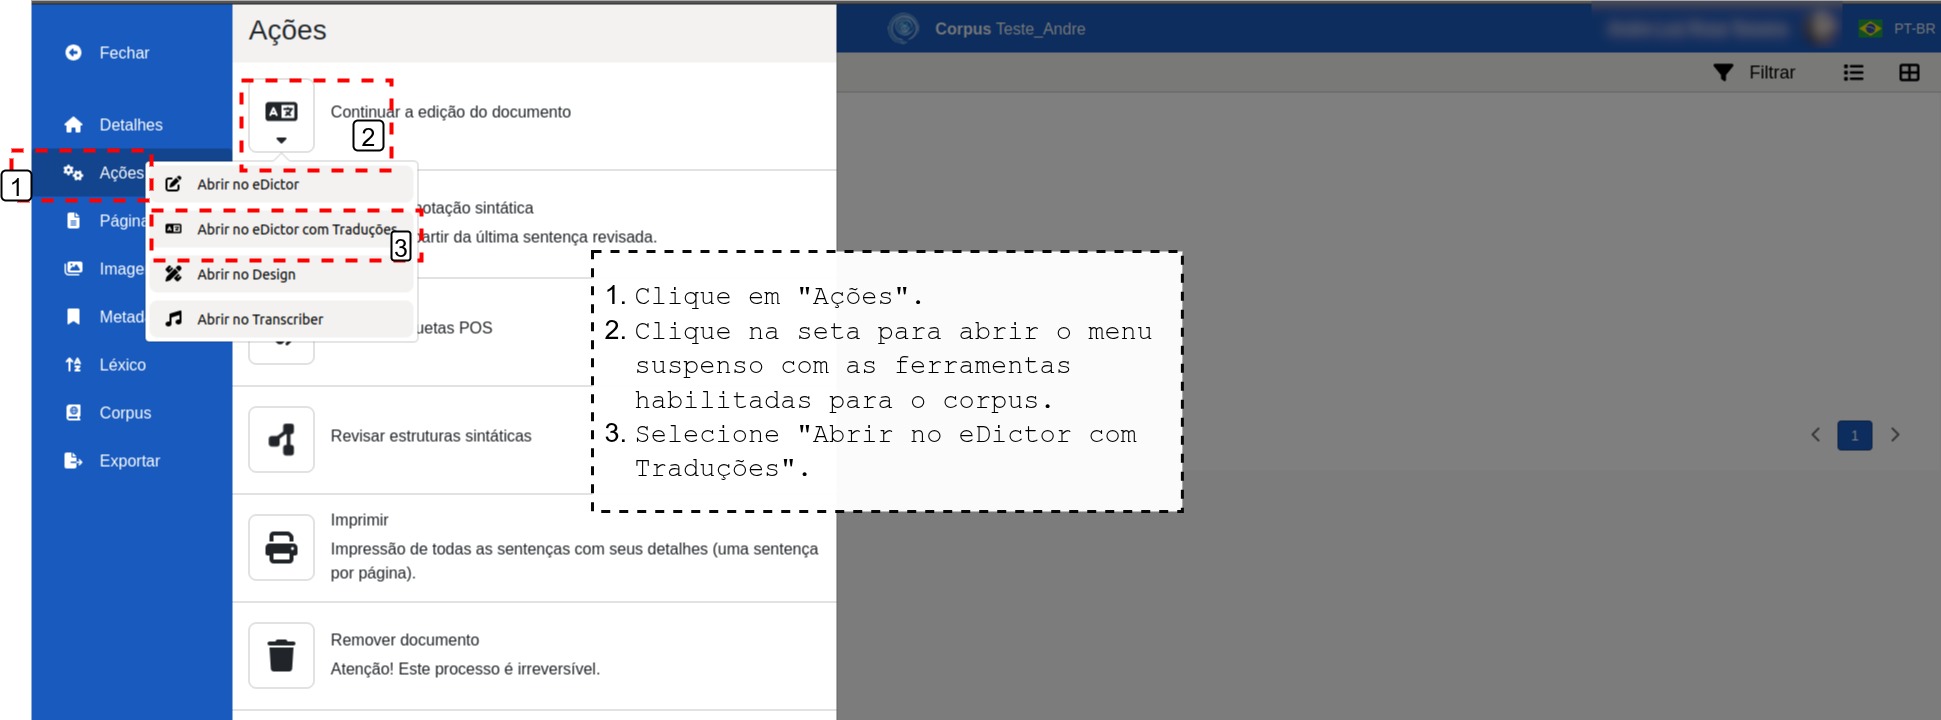 Fechar
Detalhes
Ações
Página
Image
Metad
Léxico
Corpus
Exportar
1
Ações
Continuar a edição do documento
2
Abrir no eDictor
Abrir no eDictor com Traduções
3
Abrir no Design
Abrir no Transcriber
notação sintática
partir da última sentença revisada.
uetas POS
Revisar estruturas sintáticas
Imprimir
Impressão de todas as sentenças com seus detalhes (uma sentença
por página).
Remover documento
Atenção! Este processo é irreversível.
Corpus Teste_Andre
PT-BR
Filtrar
1. Clique em "Ações".
2. Clique na seta para abrir o menu
suspenso com as ferramentas
habilitadas para o corpus.
3. Selecione "Abrir no eDictor com
Traduções".
1